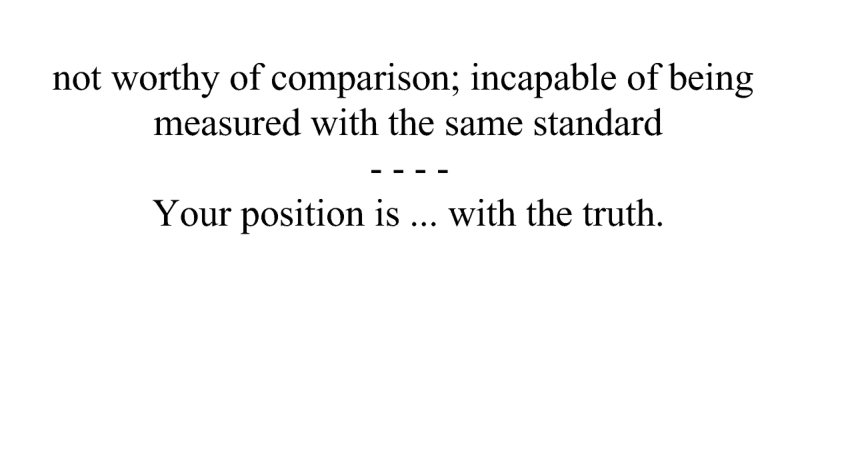 not worthy of comparison; incapable of being
measured with the same standard
- - - -
Your position is ... with the truth.